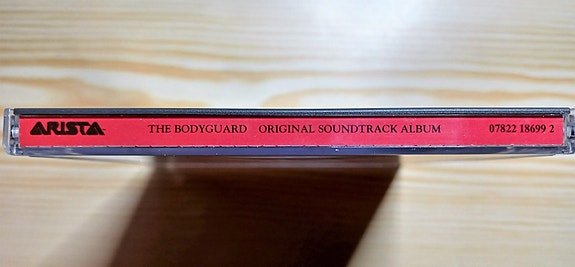 ARISTA THE BODYGUARD ORIGINAL SOUNDTRACK ALBUM 07822 18699 2